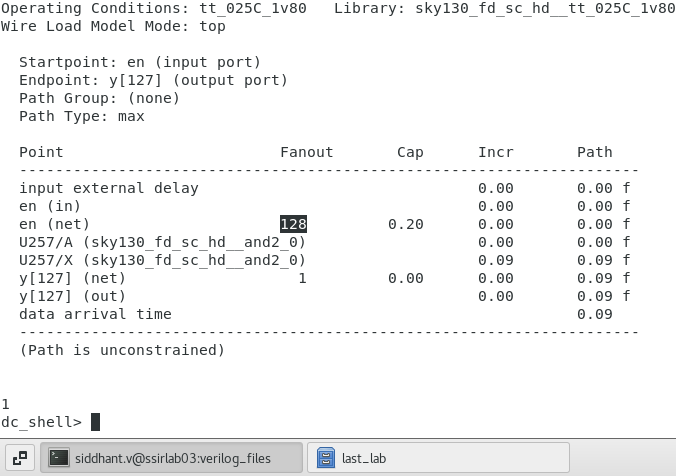 Operating Conditions: tt_025C_1v80   Library: sky130_fd_sc_hd__tt_025C_1v80
Wire Load Model Mode: top
Startpoint: en (input port)
Endpoint: y[127] (output port)
Path Group: (none)
Path Type: max
Point                        Fanout       Cap      Incr       Path
---------------------------------------------------------------------
input external delay                               0.00       0.00 f
en (in)                                            0.00       0.00 f
en (net)                     128         0.20      0.00       0.00 f
U257/A (sky130_fd_sc_hd__and2_0)                   0.00       0.00 f
U257/X (sky130_fd_sc_hd__and2_0)                   0.09       0.09 f
y[127] (net)                   1         0.00      0.00       0.09 f
y[127] (out)                                       0.00       0.09 f
data arrival time                                             0.09
---------------------------------------------------------------------
(Path is unconstrained)
1
dc_shell>
siddhant.v@ssirlab03:verilog_files
last_lab